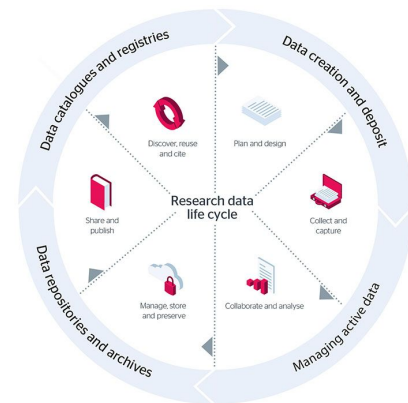 Data catalogues and registries
Data creation and deposit
Discover, reuse
and cite
Plan and design
Share and
publish
Research data
life cycle
Collect and
capture
Manage, store
and preserve
Collaborate and analyse
Data repositories and archives
Managing active data